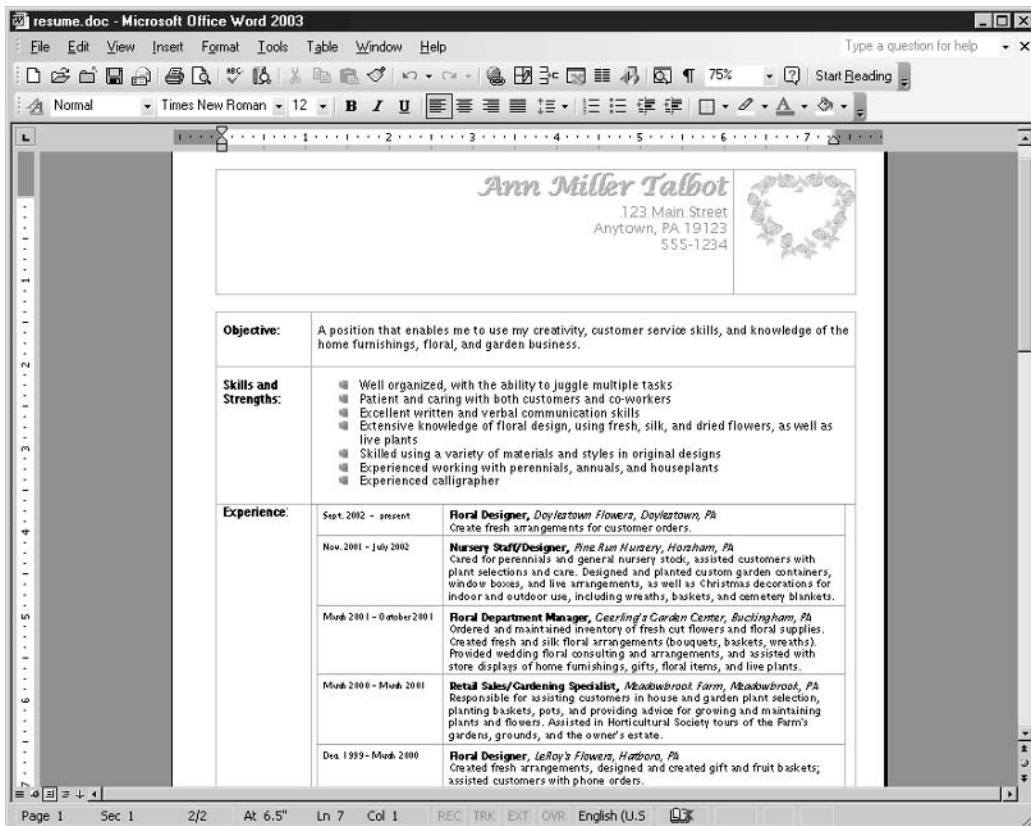 resume.doc - Microsoft Office Word 2003
File Edit View Insert Format Tools Table Window Help Type a question for help
75% Start Reading
Normal Times New Roman 12 B I U
1 2 3 4 5 6 7
Ann Miller Talbot
123 Main Street
Anytown, PA 19123
555-1234
Objective: A position that enables me to use my creativity, customer service skills, and knowledge of the
home furnishings, floral, and garden business.
Skills and Strengths:
Well organized, with the ability to juggle multiple tasks
Patient and caring with both customers and co-workers
Excellent written and verbal communication skills
Extensive knowledge of floral design, using fresh, silk, and dried flowers, as well as
live plants
Skilled using a variety of materials and styles in original designs
Experienced working with perennials, annuals, and houseplants
Experienced calligrapher
Experience: Sept. 2002 - present Floral Designer, Doylestown Flowers, Doylestown, PA
Create fresh arrangements for customer orders.
Nov. 2001 - July 2002 Nursery Staff/Designer, Pine Run Nursery, Horsham, PA
Cared for perennials and general nursery stock, assisted customers with
plant selections and care. Designed and planted custom garden containers,
window boxes, and live arrangements, as well as Christmas decorations for
indoor and outdoor use, including wreaths, baskets, and cemetery blankets.
March 2001 - October 2001 Floral Department Manager, Geerling's Garden Center, Buckingham, PA
Ordered and maintained inventory of fresh cut flowers and floral supplies.
Created fresh and silk floral arrangements (bouquets, baskets, wreaths).
Provided wedding floral consulting and arrangements, and assisted with
store displays of home furnishings, gifts, floral items, and live plants.
March 2000 - March 2001 Retail Sales/Gardening Specialist, Meadowbrook Farm, Meadowbrook, PA
Responsible for assisting customers in house and garden plant selection,
planting baskets, pots, and providing advice for growing and maintaining
plants and flowers. Assisted in Horticultural Society tours of the Farm's
gardens, grounds, and the owner's estate.
Dec. 1999 - March 2000 Floral Designer, LeRoy's Flowers, Hatboro, PA
Created fresh arrangements, designed and created gift and fruit baskets;
assisted customers with phone orders.
Page 1 Sec 1 2/2 At 6.5" Ln 7 Col 1 REC TRK EXT OVR English (U.S